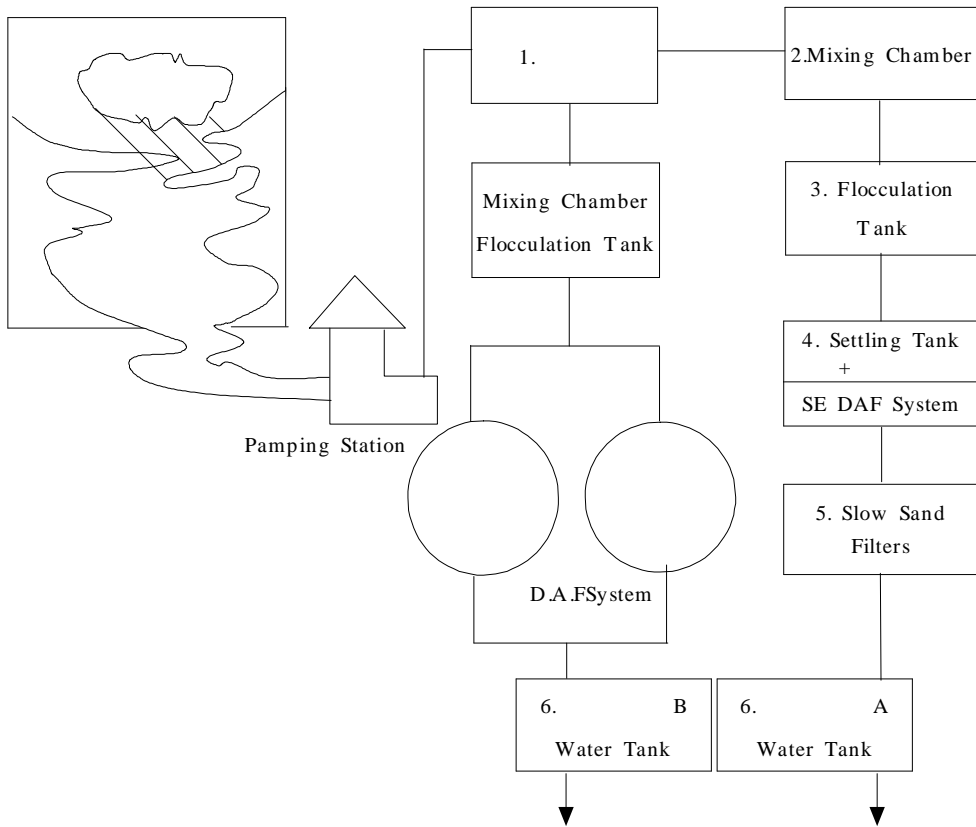 1.
2.Mixing Chamber
Mixing Chamber
Flocculation Tank
3. Flocculation
Tank
4. Settling Tank
+
SE DAF System
Pamping Station
5. Slow Sand
Filters
D.A.FSystem
6. B
Water Tank
6. A
Water Tank